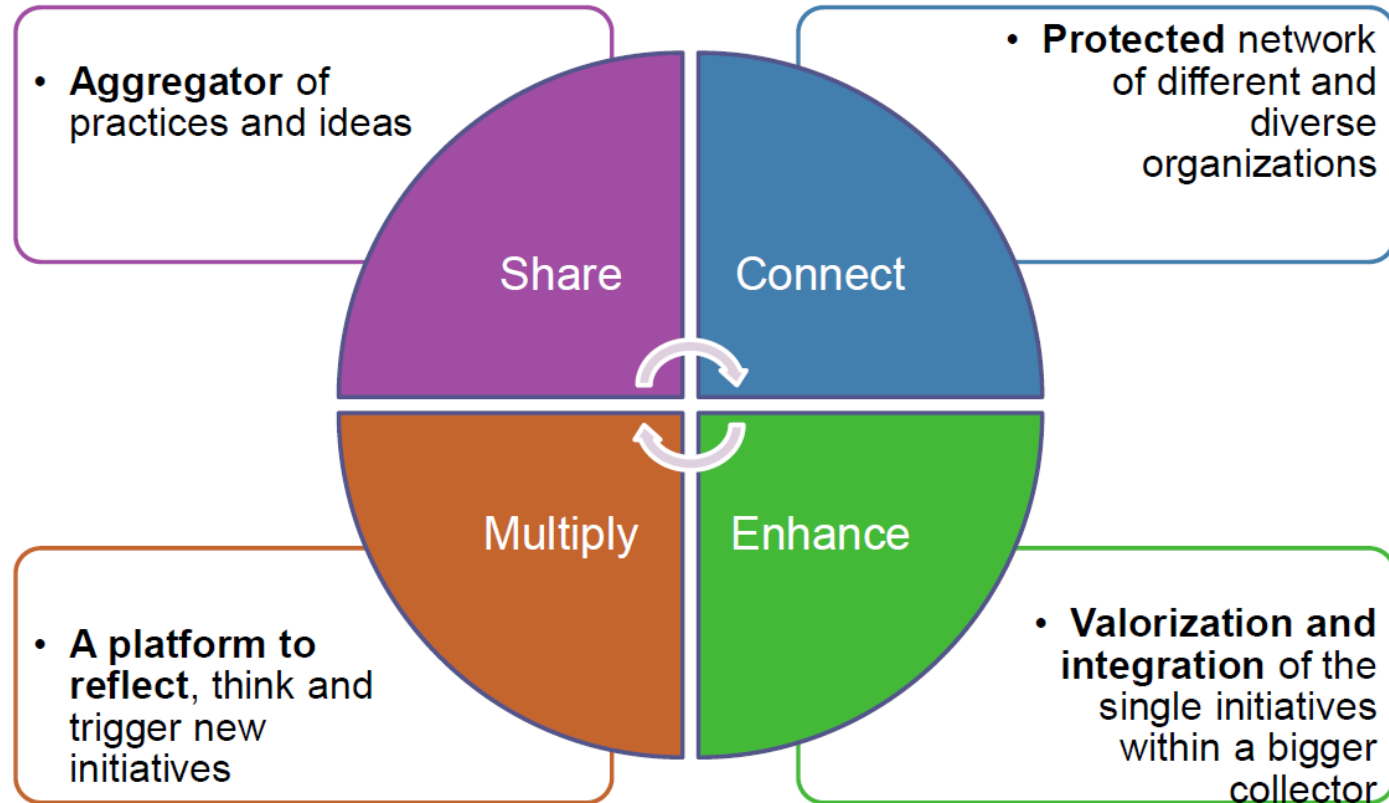 • Aggregator of
practices and ideas
• Protected network
of different and
diverse
organizations
Share
Connect
Multiply
Enhance
• A platform to
reflect, think and
trigger new
initiatives
• Valorization and
integration of the
single initiatives
within a bigger
collector